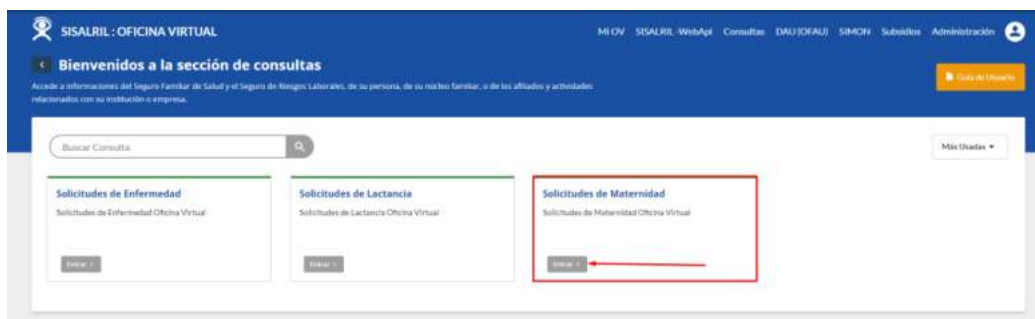 SISALRIL : OFICINA VIRTUAL
MI OV SISALRIL-WebApi Consultas DAU (OFAU) SIMON Subsidios Administración
Bienvenidos a la sección de consultas
Guía de Usuario
Accede a informaciones del Seguro Familiar de Salud y el Seguro de Riesgos Laborales, de su persona, de su núcleo familiar, o de los afiliados y actividades
relacionados con su institución o empresa.
Buscar Consulta
Más Usadas
Solicitudes de Enfermedad
Solicitudes de Enfermedad Oficina Virtual
Entrar >
Solicitudes de Lactancia
Solicitudes de Lactancia Oficina Virtual
Entrar >
Solicitudes de Maternidad
Solicitudes de Maternidad Oficina Virtual
Entrar >